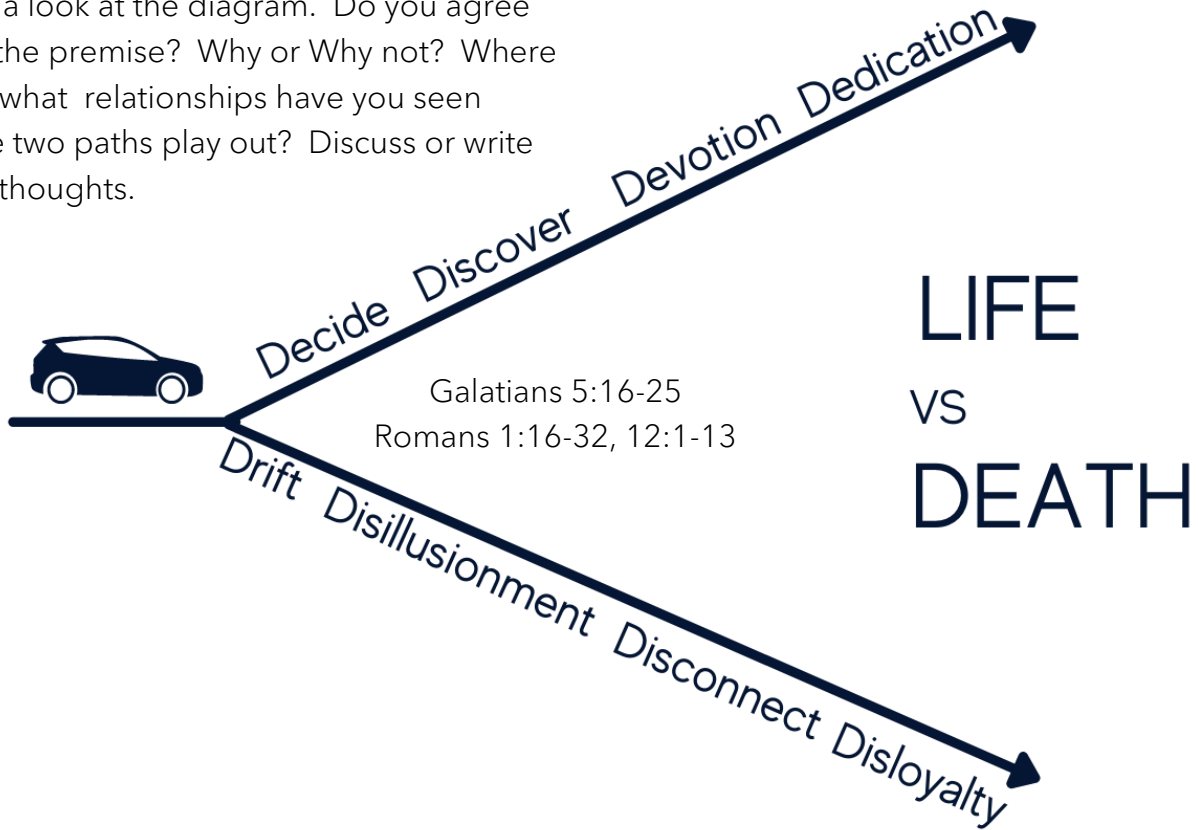 a look at the diagram. Do you agree
the premise? Why or Why not? Where
what relationships have you seen
two paths play out? Discuss or write
thoughts.
Decide Discover Devotion Dedication
Galatians 5:16-25
Romans 1:16-32, 12:1-13
LIFE
VS
DEATH
Drift Disillusionment Disconnect Disloyalty